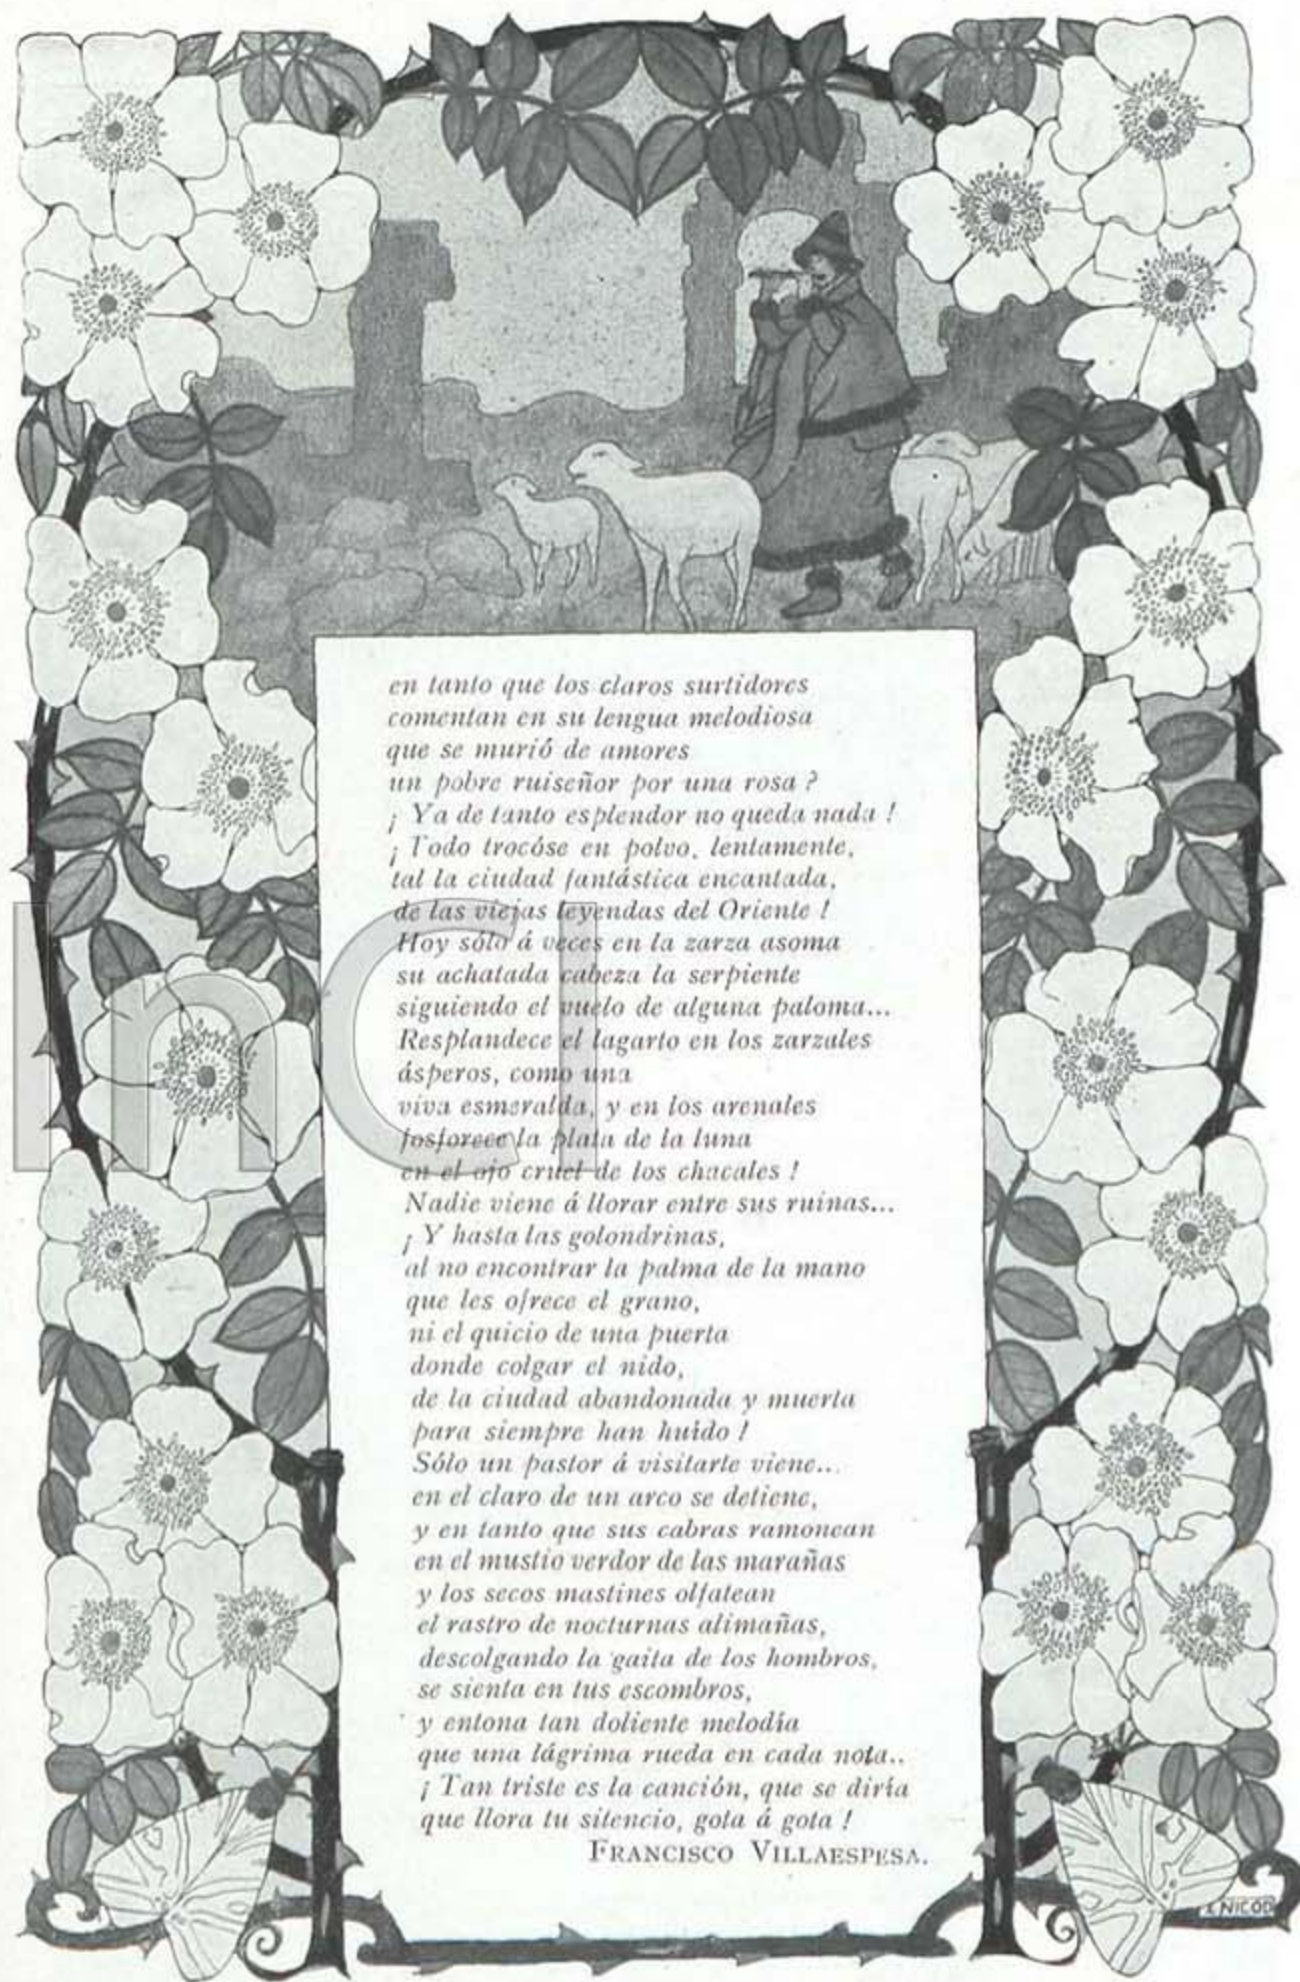 en tanto que los claros surtidores
comentan en su lengua melodiosa
que se murió de amores
un pobre ruiseñor por una rosa ?
¡ Ya de tanto esplendor no queda nada !
¡ Todo trocóse en polvo, lentamente,
tal la ciudad fantástica encantada,
de las viejas leyendas del Oriente !
Hoy sólo á veces en la zarza asoma
su achatada cabeza la serpiente
siguiendo el vuelo de alguna paloma...
Resplandece el lagarto en los zarzales
ásperos, como una
viva esmeralda, y en los arenales
fosforece la plata de la luna
en el ojo cruel de los chacales !
Nadie viene á llorar entre sus ruinas...
¡ Y hasta las golondrinas,
al no encontrar la palma de la mano
que les ofrece el grano,
ni el quicio de una puerta
donde colgar el nido,
de la ciudad abandonada y muerta
para siempre han huído !
Sólo un pastor á visitarte viene...
en el claro de un arco se detiene,
y en tanto que sus cabras ramonean
en el mustio verdor de las marañas
y los secos mastines olfatean
el rastro de nocturnas alimañas,
descolgando la gaita de los hombros,
se sienta en tus escombros,
y entona tan doliente melodía
que una lágrima rueda en cada nota..
¡ Tan triste es la canción, que se diría
que llora tu silencio, gota á gota !
FRANCISCO VILLAESPESA.
NICOD